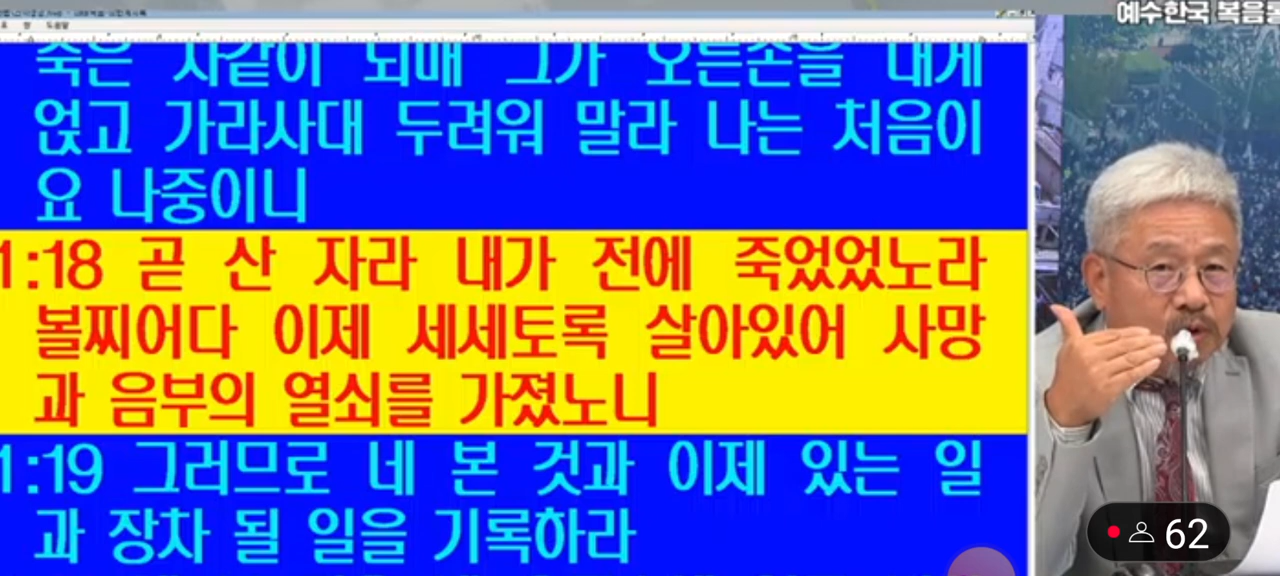 예수한국 복음
죽은 자같이 되매 그가 오른손을 내게
얹고 가라사대 두려워 말라 나는 처음이
요 나중이니
1:18 곧 산 자라 내가 전에 죽었었노라
볼찌어다 이제 세세토록 살아있어 사망
과 음부의 열쇠를 가졌노니
1:19 그러므로 네 본 것과 이제 있는 일
과 장차 될 일을 기록하라
62